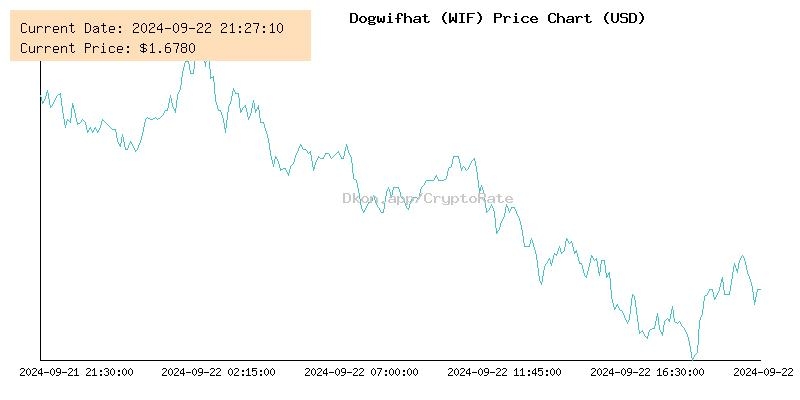 Dogwifhat (WIF) Price Chart (USD)
Current Date: 2024-09-22 21:27:10
Current Price: $1.6780
Dkon.app/CryptoRate
2024-09-21 21:30:00 2024-09-22 02:15:00 2024-09-22 07:00:00 2024-09-22 11:45:00 2024-09-22 16:30:00 2024-09-22